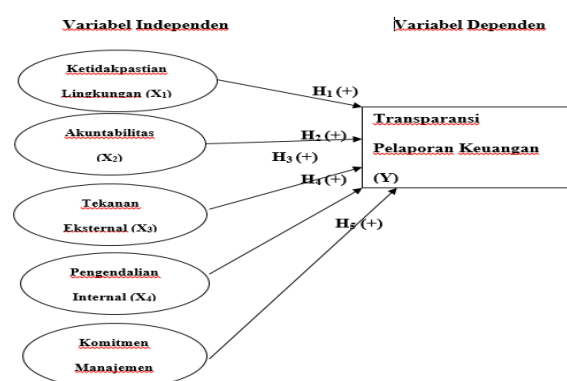 Variabel Independen
Variabel Dependen
Ketidakpastian
Lingkungan (X1)
H1 (+)
Transparansi
Pelaporan Keuangan
(Y)
Akuntabilitas
(X2)
H2 (+)
H3 (+)
H4 (+)
Tekanan
Eksternal (X3)
H5 (+)
Pengendalian
Internal (X4)
Komitmen
Manajemen